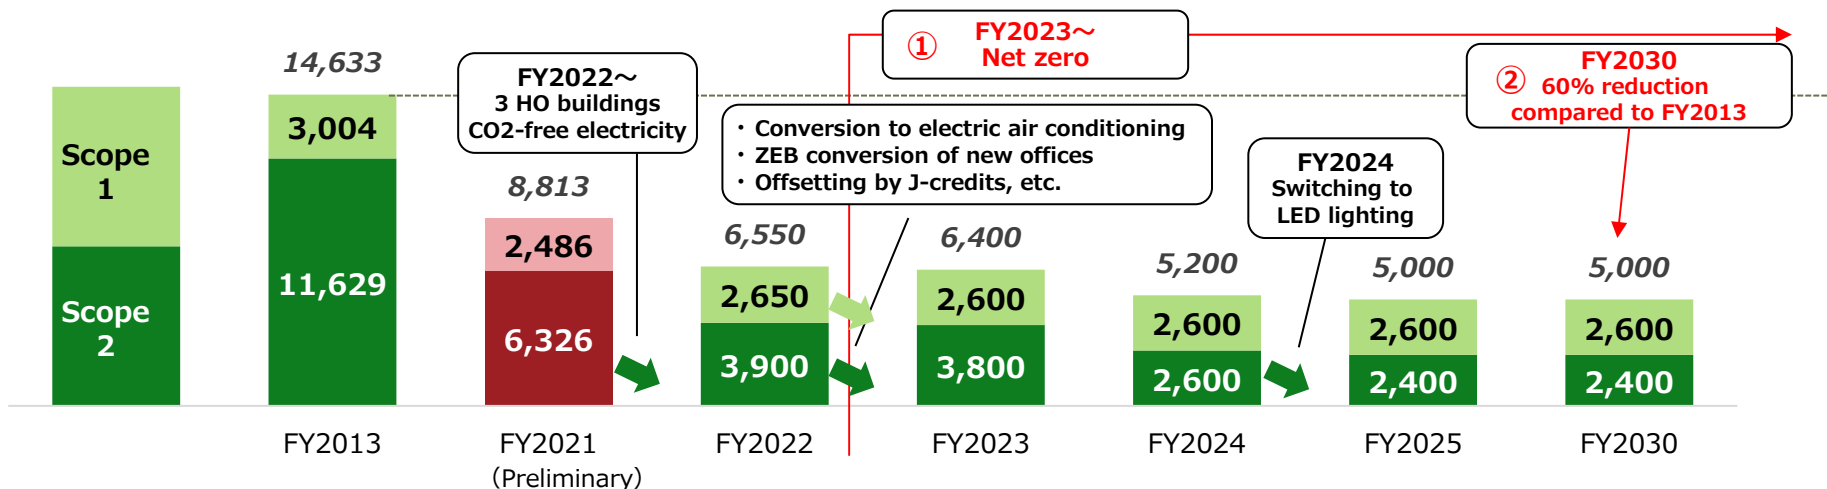 Scope
1
Scope
2
14,633
3,004
11,629
FY2013
8,813
2,486
6,326
FY2021
(Preliminary)
FY2022～
3 HO buildings
CO2-free electricity
6,550
2,650
3,900
FY2022
① FY2023～
Net zero
・ Conversion to electric air conditioning
・ ZEB conversion of new offices
・ Offsetting by J-credits, etc.
6,400
2,600
3,800
FY2023
5,200
2,600
2,600
FY2024
FY2024
Switching to
LED lighting
5,000
2,600
2,400
FY2025
② FY2030
60% reduction
compared to FY2013
5,000
2,600
2,400
FY2030